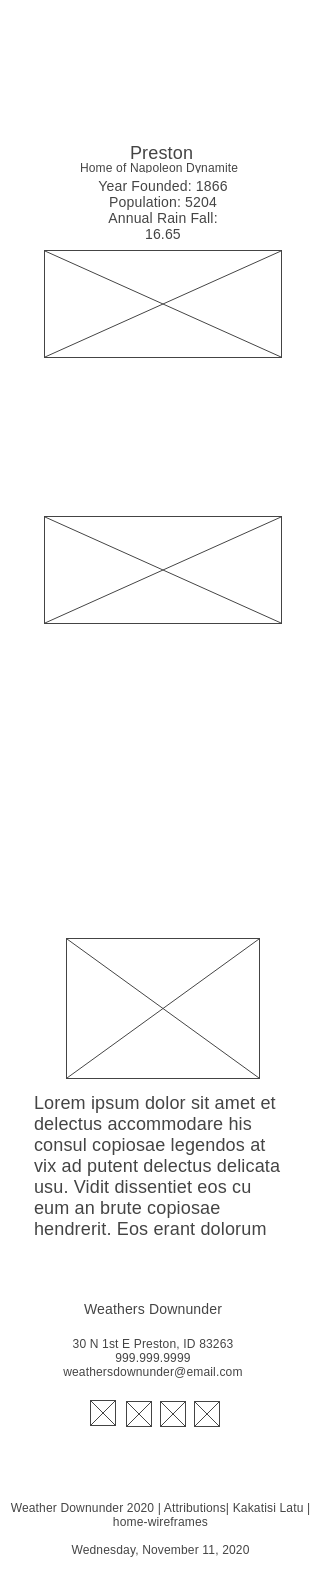 Preston
Home of Napoleon Dynamite
Year Founded: 1866
Population: 5204
Annual Rain Fall:
16.65
Lorem ipsum dolor sit amet et
delectus accommodare his
consul copiosae legendos at
vix ad putent delectus delicata
usu. Vidit dissentiet eos cu
eum an brute copiosae
hendrerit. Eos erant dolorum
Weathers Downunder
30 N 1st E Preston, ID 83263
999.999.9999
weathersdownunder@email.com
Weather Downunder 2020 | Attributions| Kakatisi Latu |
home-wireframes
Wednesday, November 11, 2020